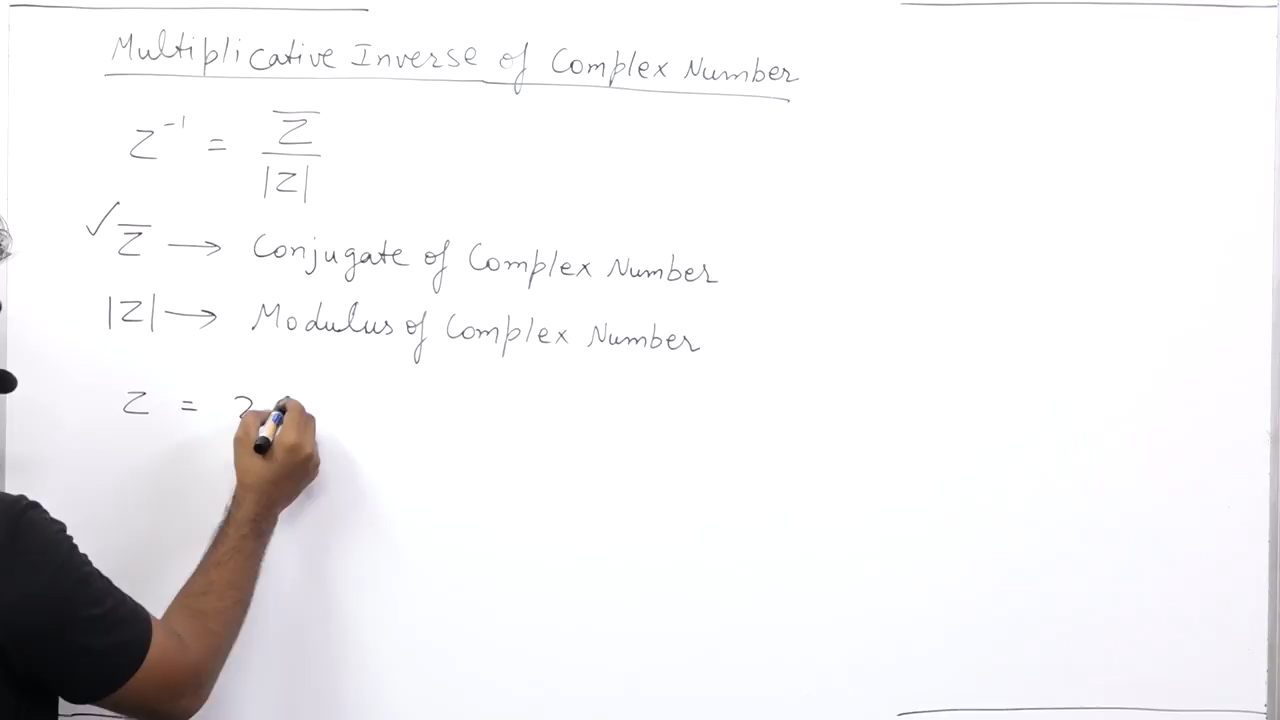 Multiplicative Inverse of Complex Number
Z⁻¹ = Z̅ / |Z|
✓ Z̅ → Conjugate of Complex Number
|Z| → Modulus of Complex Number
Z = 2